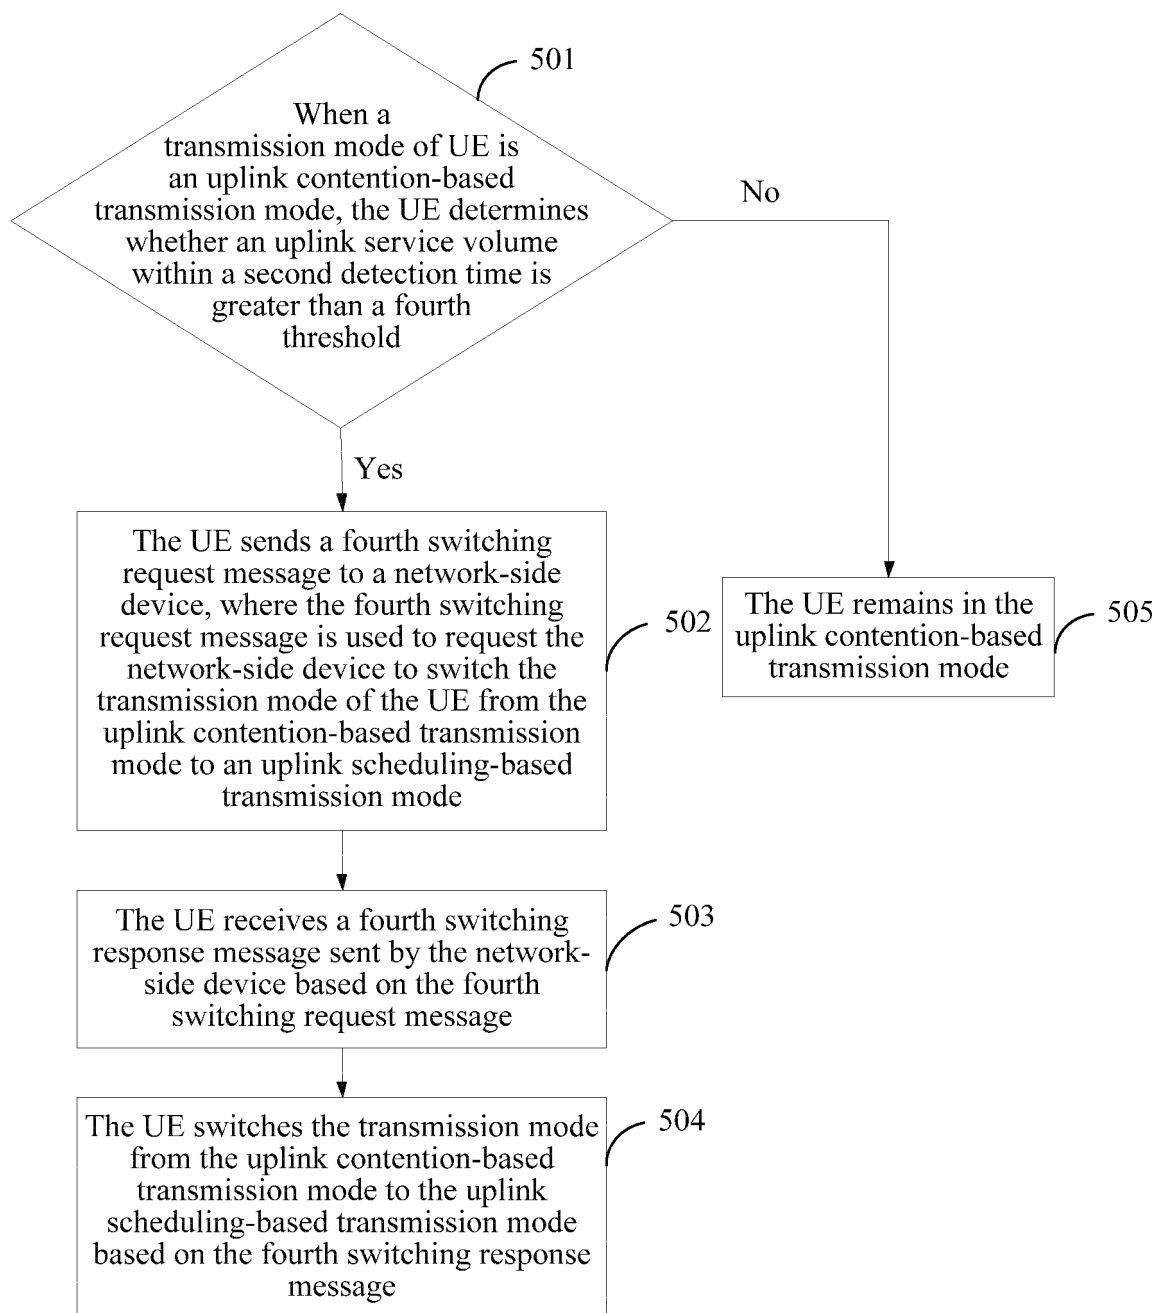 501
When a
transmission mode of UE is
an uplink contention-based
transmission mode, the UE determines
whether an uplink service volume
within a second detection time is
greater than a fourth
threshold
No
Yes
The UE sends a fourth switching
request message to a network-side
device, where the fourth switching
request message is used to request the
network-side device to switch the
transmission mode of the UE from the
uplink contention-based transmission
mode to an uplink scheduling-based
transmission mode
502
The UE remains in the
uplink contention-based
transmission mode
505
The UE receives a fourth switching
response message sent by the network-
side device based on the fourth
switching request message
503
The UE switches the transmission mode
from the uplink contention-based
transmission mode to the uplink
scheduling-based transmission mode
based on the fourth switching response
message
504